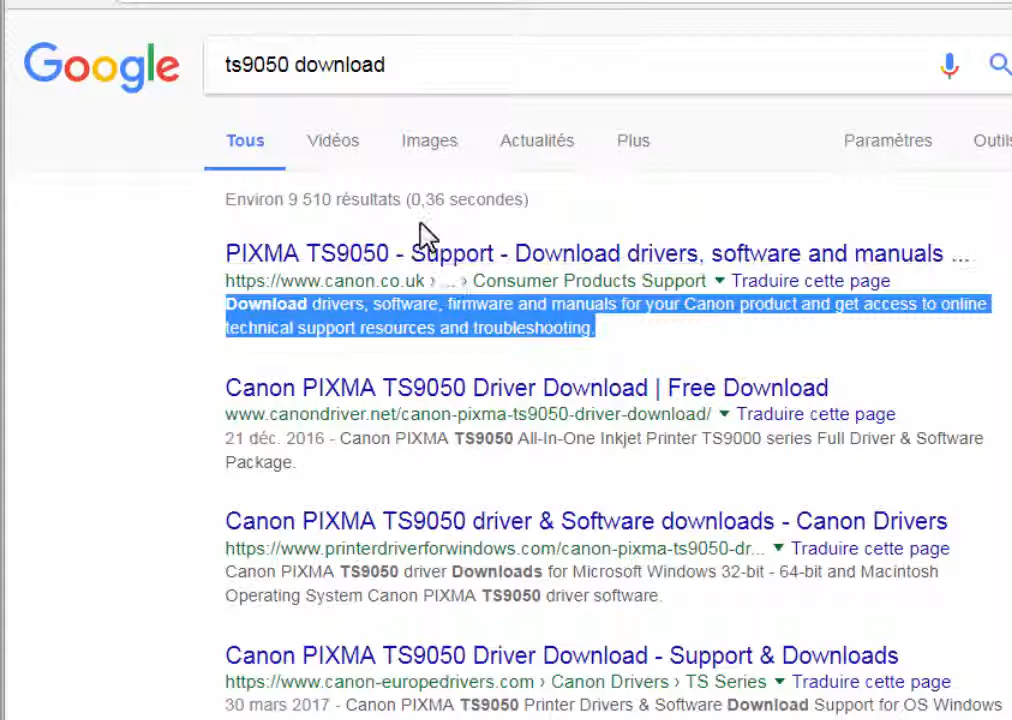 Google
ts9050 download
Tous Vidéos Images Actualités Plus Paramètres
Environ 9 510 résultats (0,36 secondes)
PIXMA TS9050 - Support - Download drivers, software and manuals ...
https://www.canon.co.uk › ... › Consumer Products Support ▼ Traduire cette page
Download drivers, software, firmware and manuals for your Canon product and get access to online
technical support resources and troubleshooting.
Canon PIXMA TS9050 Driver Download | Free Download
www.canondriver.net/canon-pixma-ts9050-driver-download/ ▼ Traduire cette page
21 déc. 2016 - Canon PIXMA TS9050 All-In-One Inkjet Printer TS9000 series Full Driver & Software
Package.
Canon PIXMA TS9050 driver & Software downloads - Canon Drivers
https://www.printerdriverforwindows.com/canon-pixma-ts9050-dr... ▼ Traduire cette page
Canon PIXMA TS9050 driver Downloads for Microsoft Windows 32-bit - 64-bit and Macintosh
Operating System Canon PIXMA TS9050 driver software.
Canon PIXMA TS9050 Driver Download - Support & Downloads
https://www.canon-europedrivers.com › Canon Drivers › TS Series ▼ Traduire cette page
30 mars 2017 - Canon PIXMA TS9050 Printer Drivers & Software Download Support for OS Windows